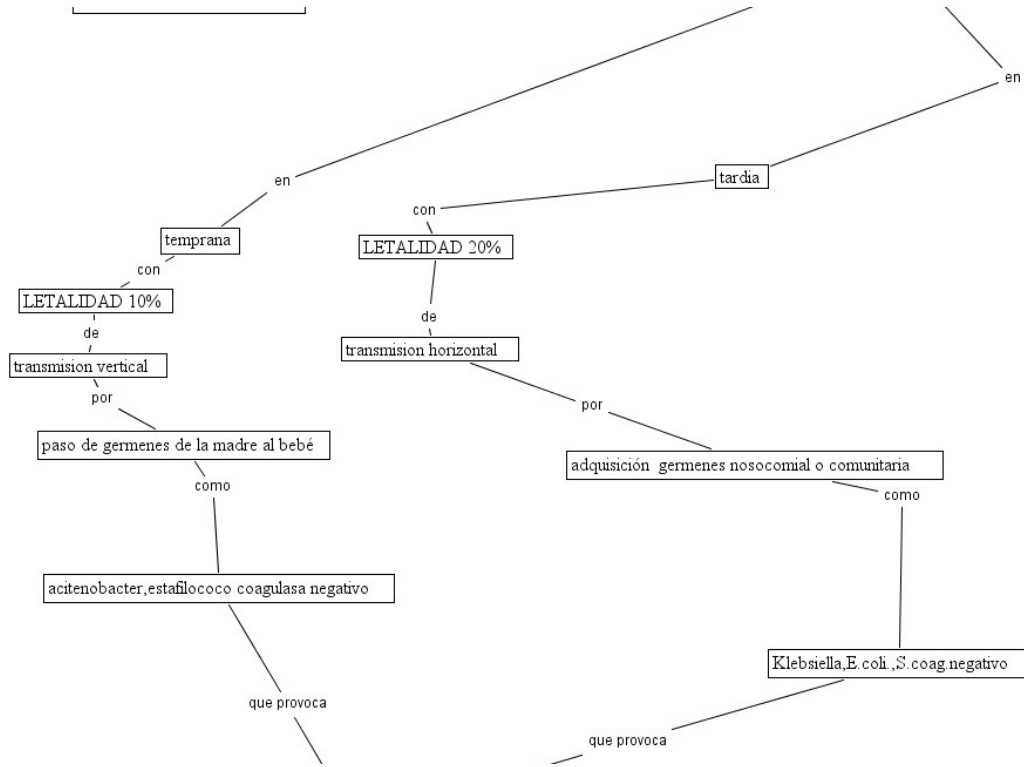 en
en
tardia
con
temprana
LETALIDAD 20%
con
LETALIDAD 10%
de
de
transmision horizontal
transmision vertical
por
por
paso de germenes de la madre al bebé
adquisición germenes nosocomial o comunitaria
como
como
acitenobacter,estafilococo coagulasa negativo
Klebsiella,E.coli.,S.coag.negativo
que provoca
que provoca